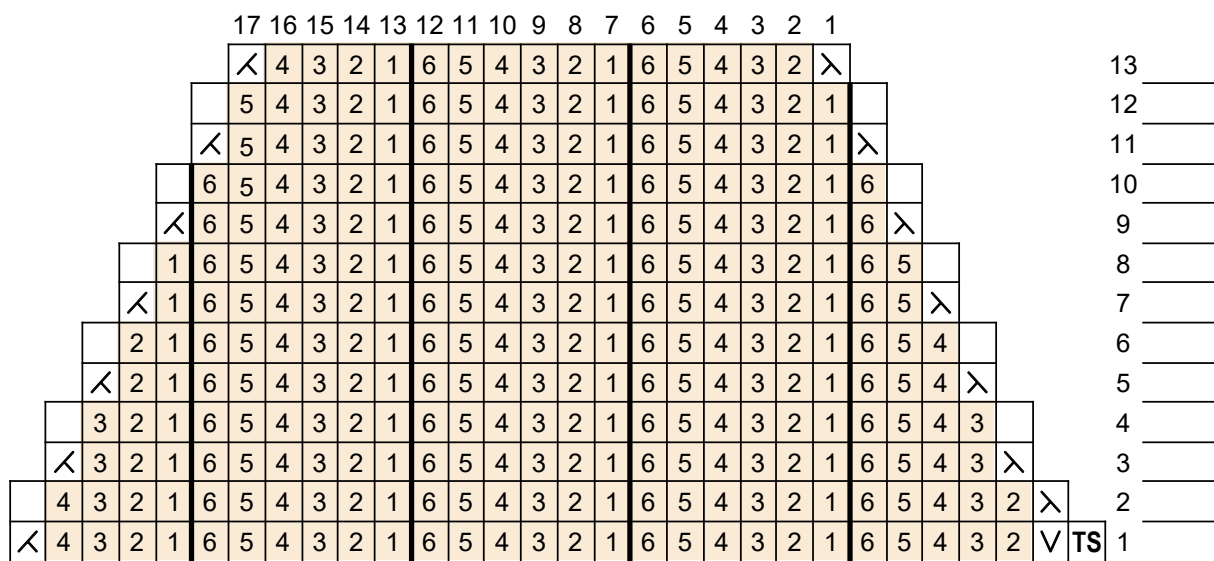 17 16 15 14 13 12 11 10 9 8 7 6 5 4 3 2 1
4 3 2 1 6 5 4 3 2 1 6 5 4 3 2 13
5 4 3 2 1 6 5 4 3 2 1 6 5 4 3 2 1 12
5 4 3 2 1 6 5 4 3 2 1 6 5 4 3 2 1 11
6 5 4 3 2 1 6 5 4 3 2 1 6 5 4 3 2 1 6 10
6 5 4 3 2 1 6 5 4 3 2 1 6 5 4 3 2 1 6 9
1 6 5 4 3 2 1 6 5 4 3 2 1 6 5 4 3 2 1 6 5 8
1 6 5 4 3 2 1 6 5 4 3 2 1 6 5 4 3 2 1 6 5 7
2 1 6 5 4 3 2 1 6 5 4 3 2 1 6 5 4 3 2 1 6 5 4 6
2 1 6 5 4 3 2 1 6 5 4 3 2 1 6 5 4 3 2 1 6 5 4 5
3 2 1 6 5 4 3 2 1 6 5 4 3 2 1 6 5 4 3 2 1 6 5 4 3 4
3 2 1 6 5 4 3 2 1 6 5 4 3 2 1 6 5 4 3 2 1 6 5 4 3 3
4 3 2 1 6 5 4 3 2 1 6 5 4 3 2 1 6 5 4 3 2 1 6 5 4 3 2 2
4 3 2 1 6 5 4 3 2 1 6 5 4 3 2 1 6 5 4 3 2 1 6 5 4 3 2 V TS 1